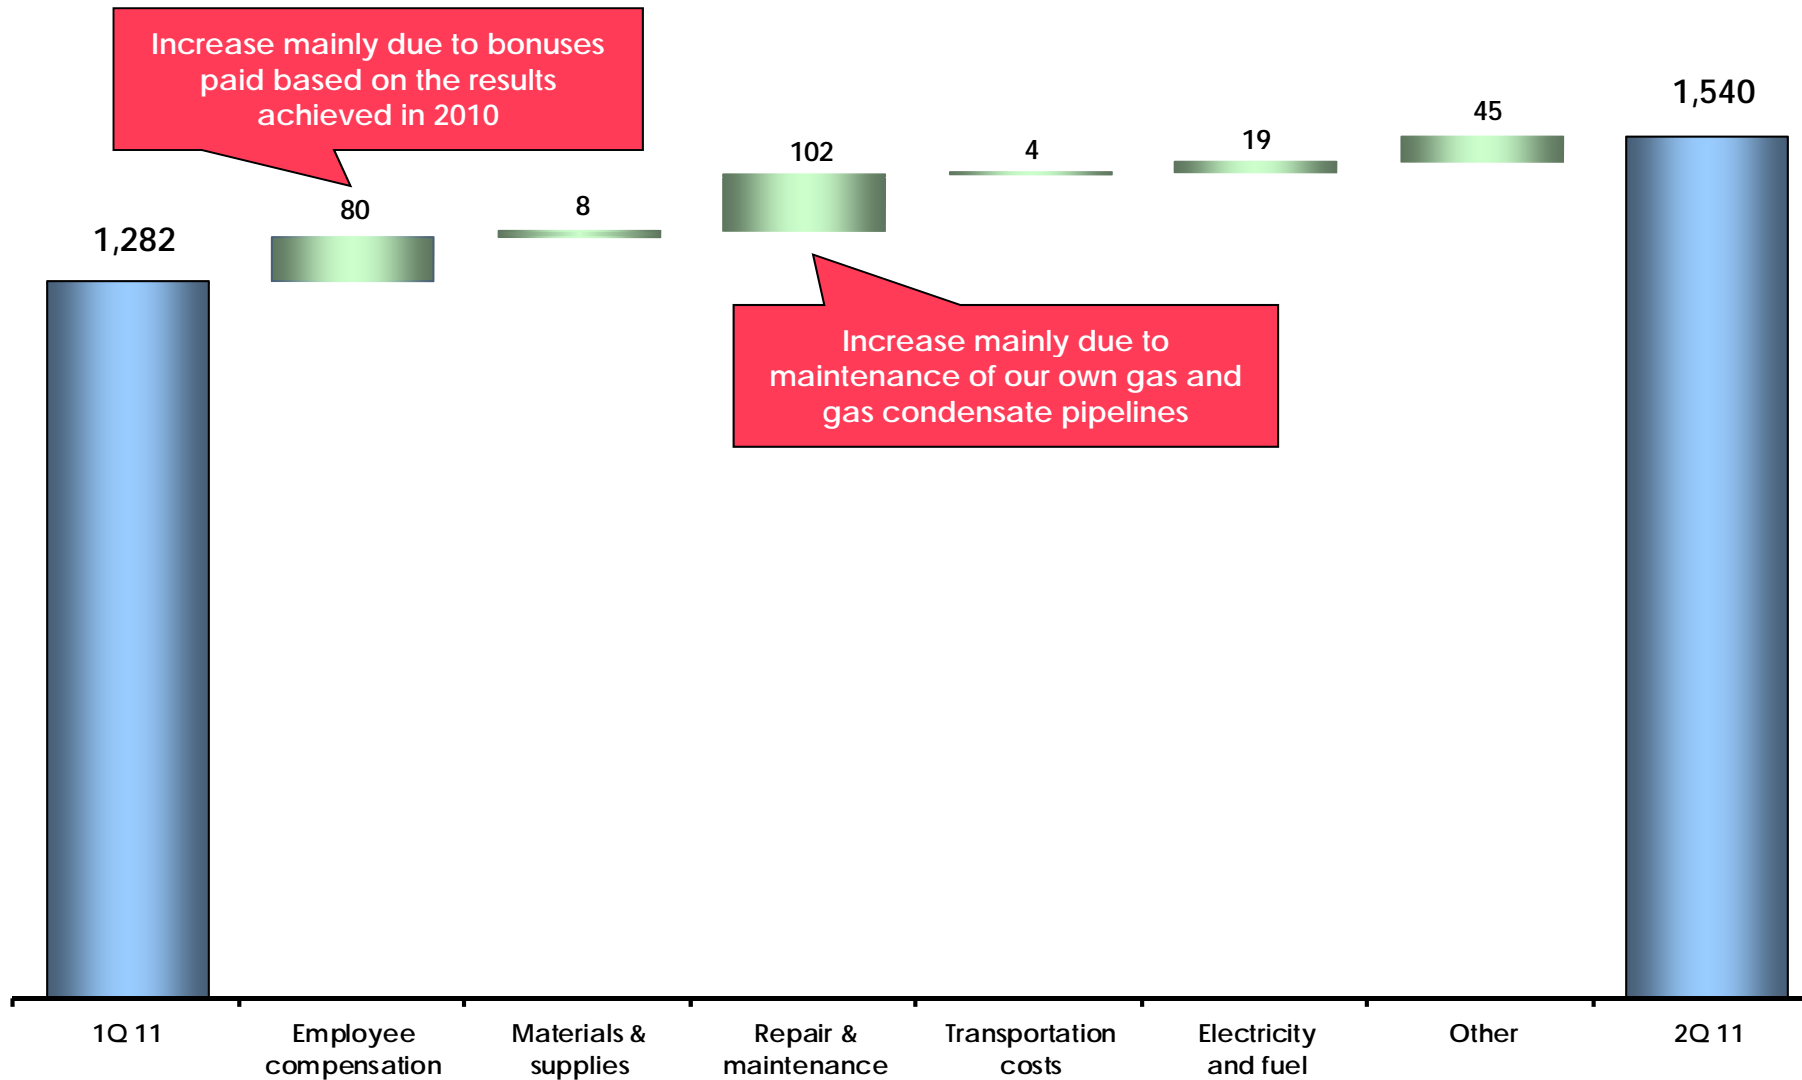 Increase mainly due to bonuses
paid based on the results
achieved in 2010
1,282
80
8
102
4
19
45
1,540
Increase mainly due to
maintenance of our own gas and
gas condensate pipelines
1Q 11
Employee
compensation
Materials &
supplies
Repair &
maintenance
Transportation
costs
Electricity
and fuel
Other
2Q 11